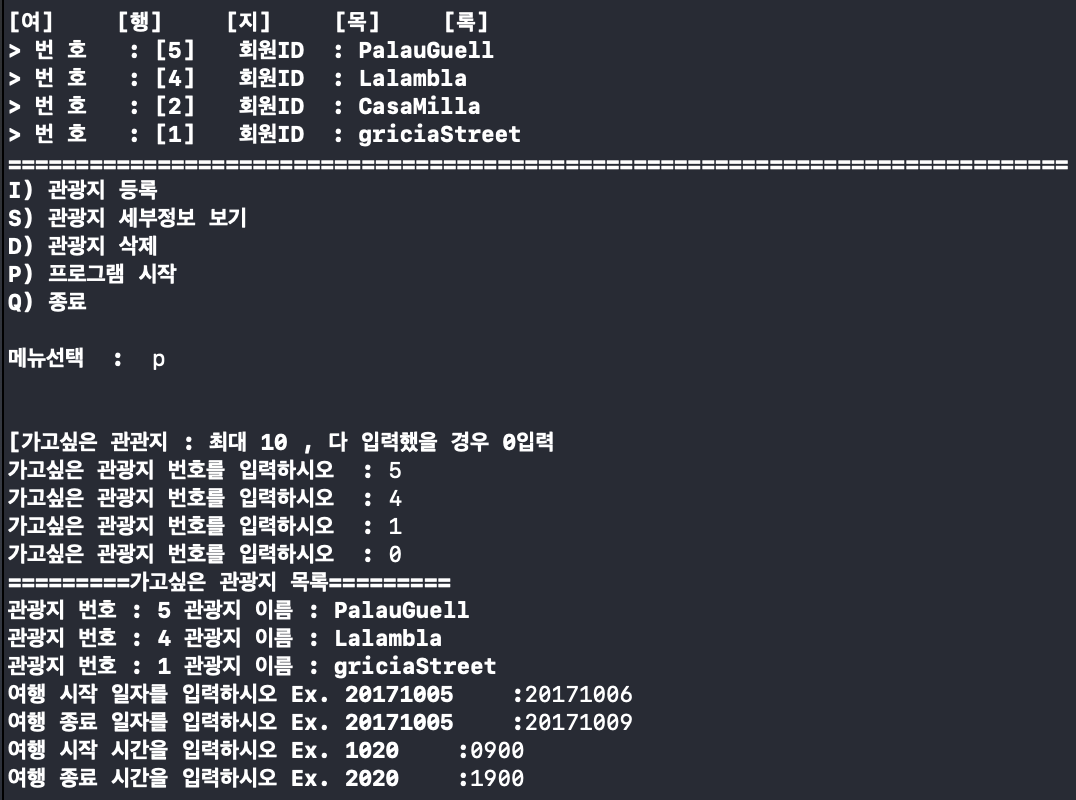 [여] [행] [지] [목] [록]
> 번 호 : [5] 회원ID : PalauGuell
> 번 호 : [4] 회원ID : Lalambla
> 번 호 : [2] 회원ID : CasaMilla
> 번 호 : [1] 회원ID : griciaStreet
==============================================================================
I) 관광지 등록
S) 관광지 세부정보 보기
D) 관광지 삭제
P) 프로그램 시작
Q) 종료
메뉴선택 : p
[가고싶은 관관지 : 최대 10 , 다 입력했을 경우 0입력
가고싶은 관광지 번호를 입력하시오 : 5
가고싶은 관광지 번호를 입력하시오 : 4
가고싶은 관광지 번호를 입력하시오 : 1
가고싶은 관광지 번호를 입력하시오 : 0
=========가고싶은 관광지 목록=========
관광지 번호 : 5 관광지 이름 : PalauGuell
관광지 번호 : 4 관광지 이름 : Lalambla
관광지 번호 : 1 관광지 이름 : griciaStreet
여행 시작 일자를 입력하시오 Ex. 20171005 :20171006
여행 종료 일자를 입력하시오 Ex. 20171005 :20171009
여행 시작 시간을 입력하시오 Ex. 1020 :0900
여행 종료 시간을 입력하시오 Ex. 2020 :1900